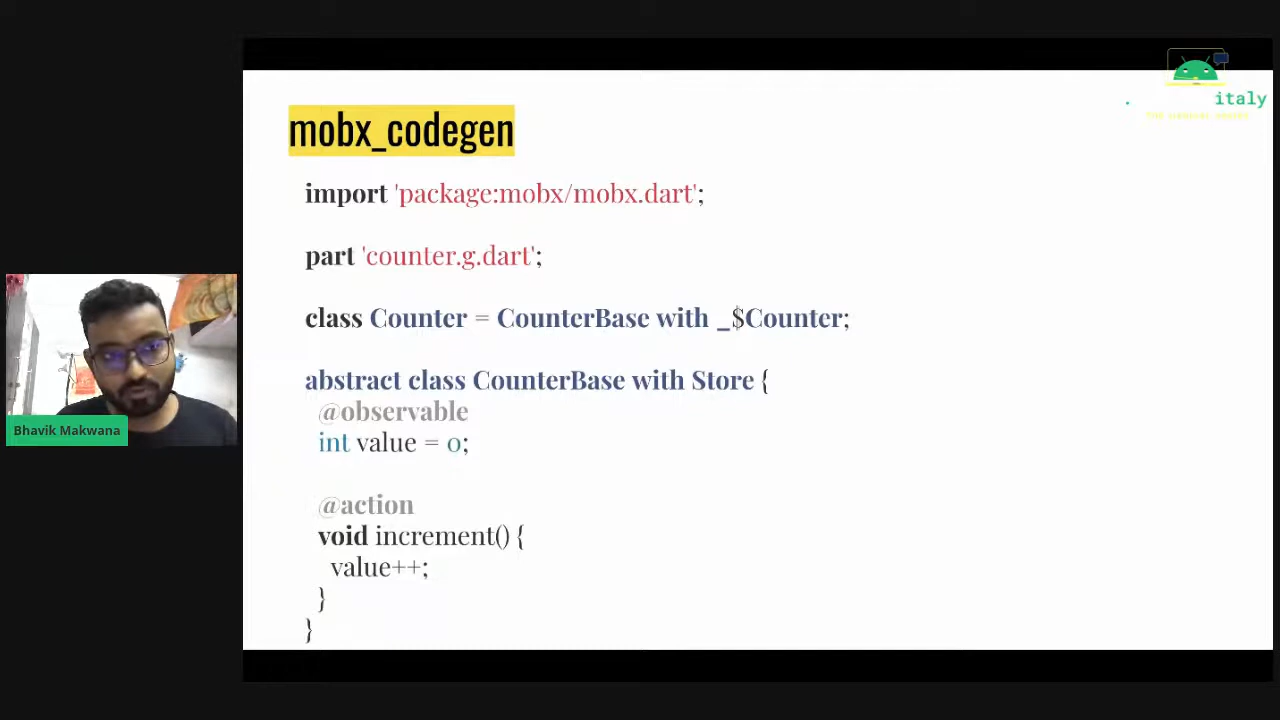 mobx_codegen
import 'package:mobx/mobx.dart';
part 'counter.g.dart';
class Counter = CounterBase with _$Counter;
abstract class CounterBase with Store {
@observable
int value = 0;
@action
void increment() {
value++;
}
}
Bhavik Makwana
italy